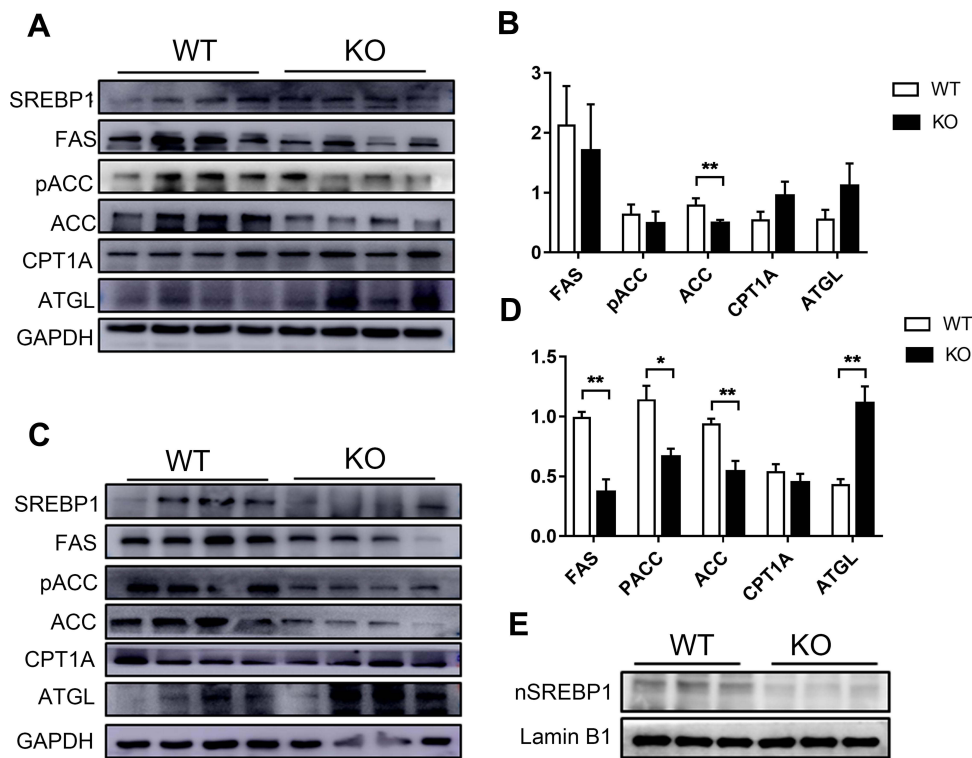 A
WT KO
SREBP1
FAS
pACC
ACC
CPT1A
ATGL
GAPDH
B
3
2
1
0
**
FAS
pACC
ACC
CPT1A
ATGL
WT
KO
C
WT KO
SREBP1
FAS
pACC
ACC
CPT1A
ATGL
GAPDH
D
1.5
1.0
0.5
0.0
**
*
**
**
FAS
PACC
ACC
CPT1A
ATGL
WT
KO
E
WT KO
nSREBP1
Lamin B1